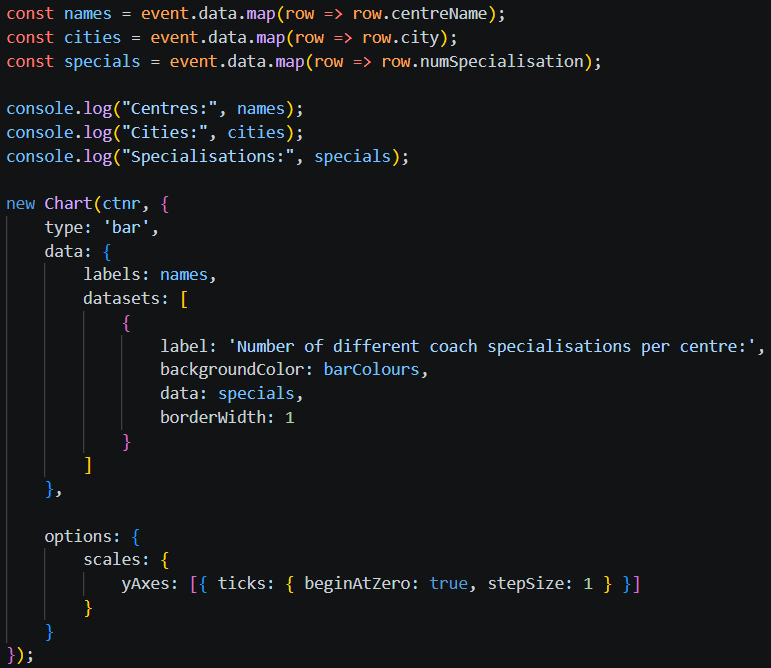 const names = event.data.map(row => row.centreName);
const cities = event.data.map(row => row.city);
const specials = event.data.map(row => row.numSpecialisation);

console.log("Centres:", names);
console.log("Cities:", cities);
console.log("Specialisations:", specials);

new Chart(ctnr, {
    type: 'bar',
    data: {
        labels: names,
        datasets: [
            {
                label: 'Number of different coach specialisations per centre:',
                backgroundColor: barColours,
                data: specials,
                borderWidth: 1
            }
        ]
    },

    options: {
        scales: {
            yAxes: [{ ticks: { beginAtZero: true, stepSize: 1 } }]
        }
    }
});